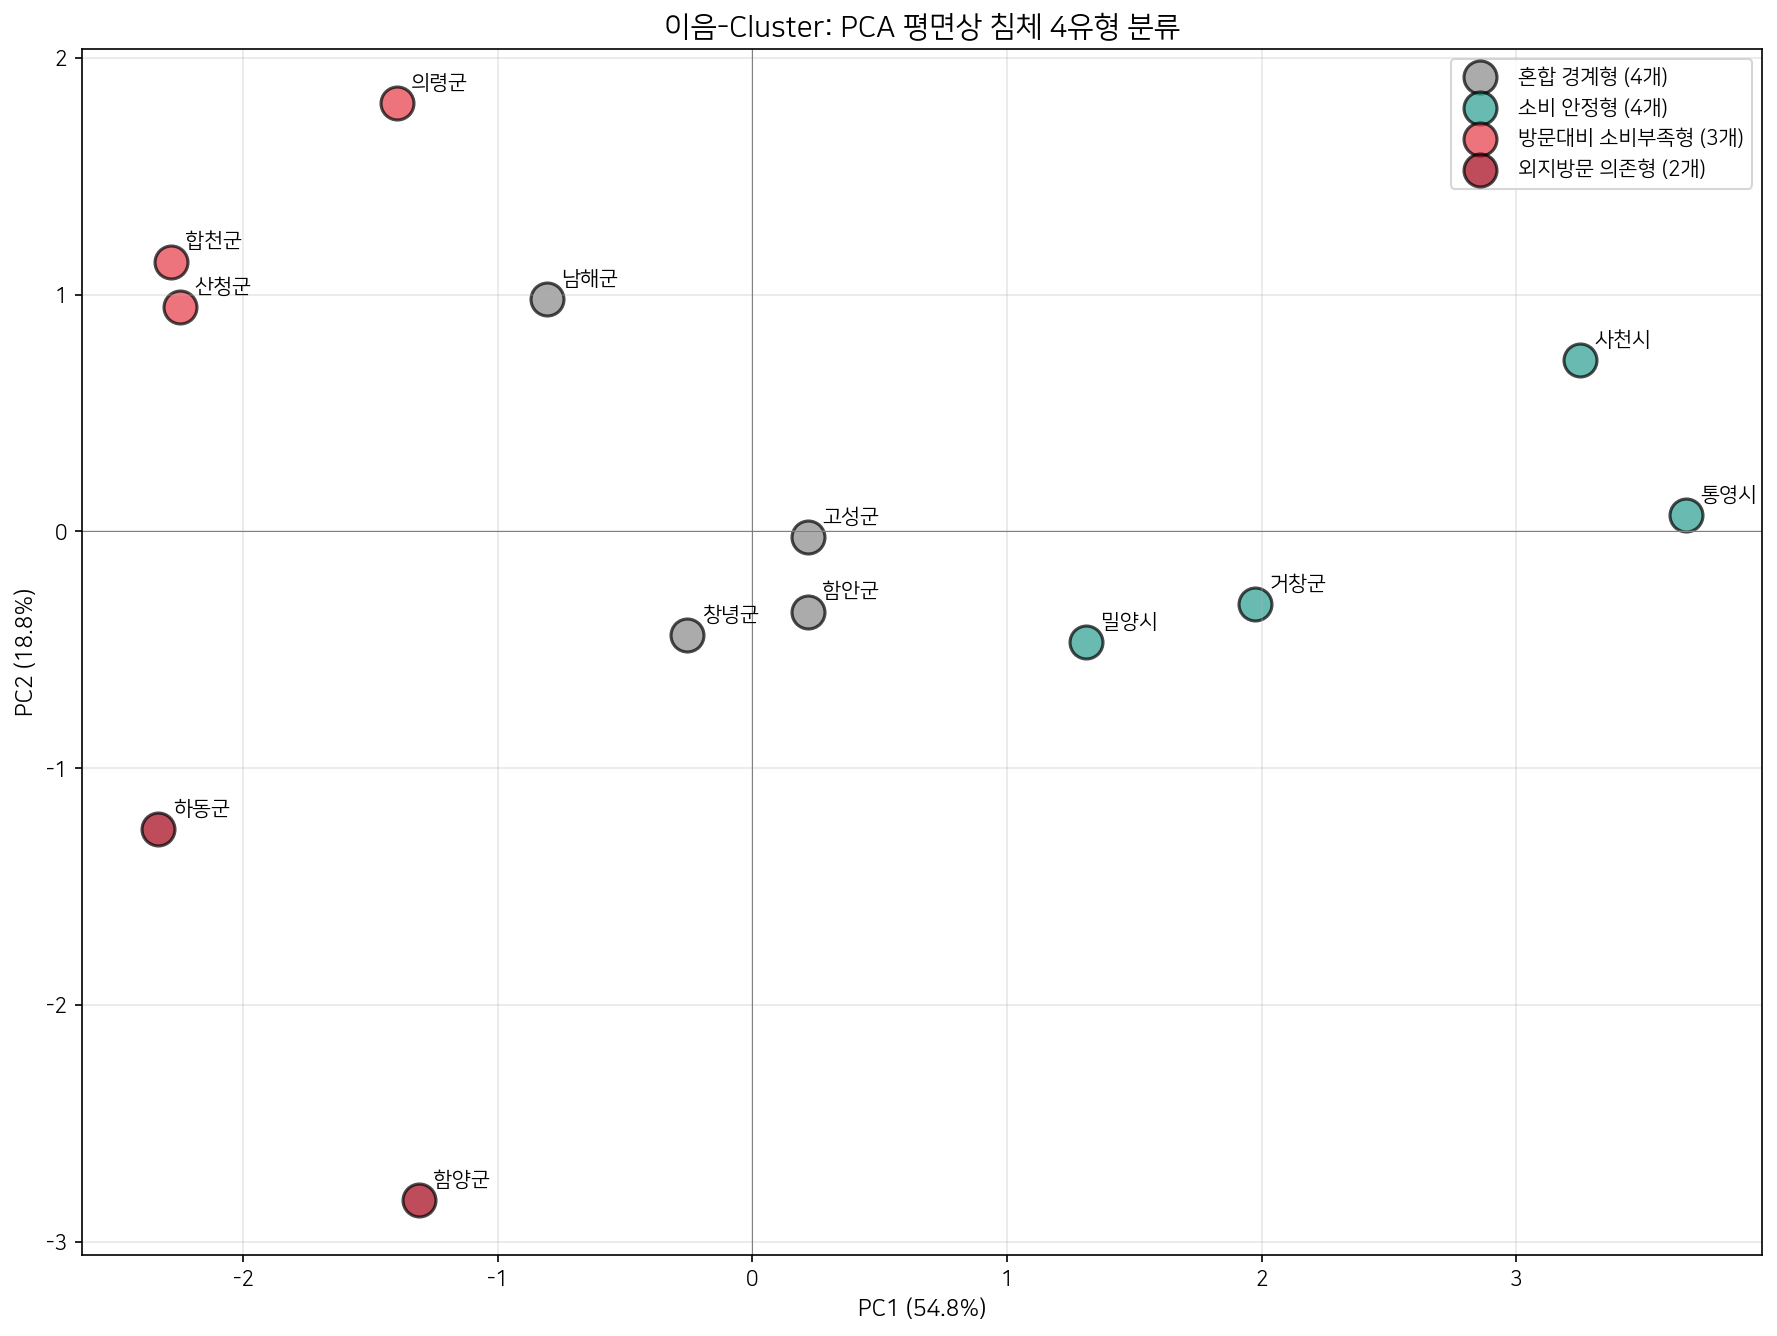 이음-Cluster: PCA 평면상 침체 4유형 분류
혼합 경계형 (4개)
소비 안정형 (4개)
방문대비 소비부족형 (3개)
외지방문 의존형 (2개)
의령군
합천군
산청군
남해군
사천시
통영시
고성군
함안군
창녕군
거창군
밀양시
하동군
함양군
2
1
0
-1
-2
-3
PC2 (18.8%)
-2
-1
0
1
2
3
PC1 (54.8%)